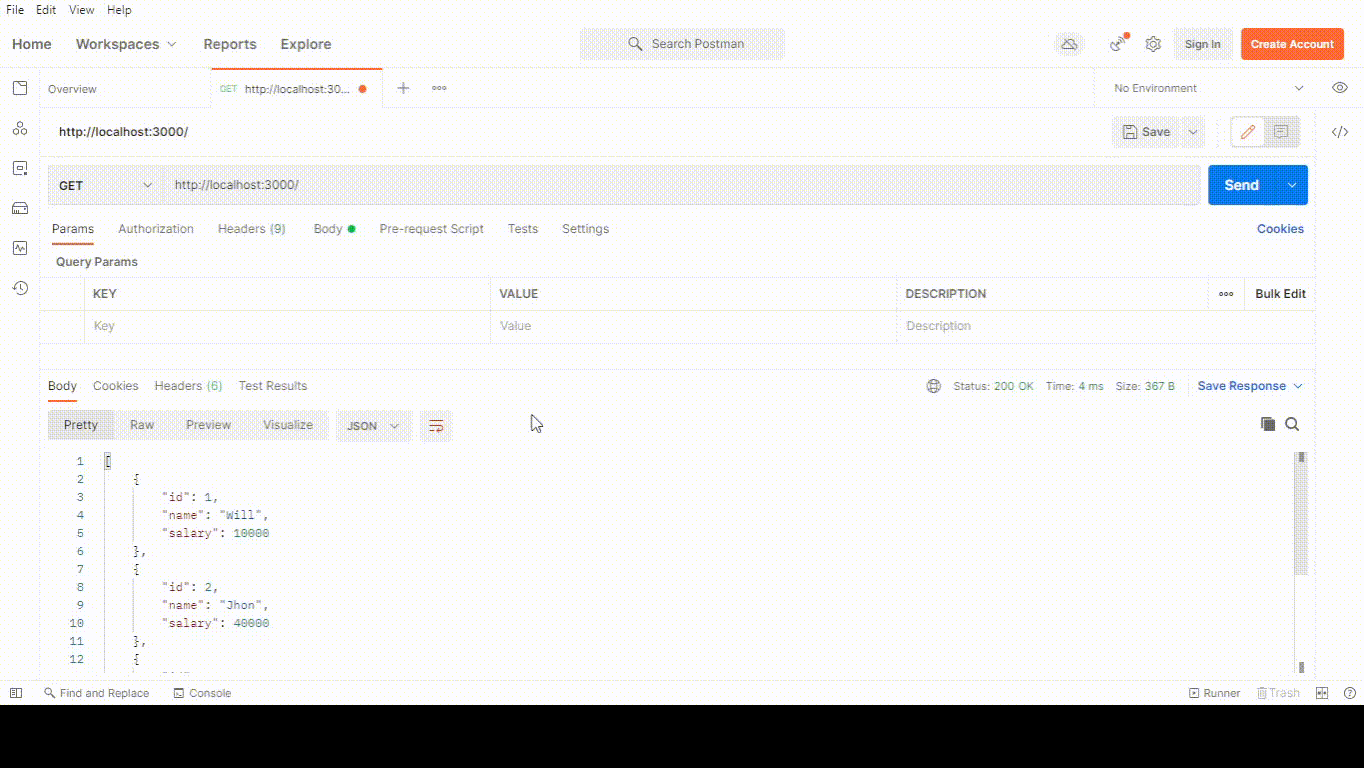 File Edit View Help
Home Workspaces Reports Explore Search Postman Sign In Create Account
Overview GET http://localhost:30... No Environment
http://localhost:3000/ Save
GET http://localhost:3000/ Send
Params Authorization Headers (9) Body Pre-request Script Tests Settings Cookies
Query Params
KEY VALUE DESCRIPTION Bulk Edit
Key Value Description
Body Cookies Headers (6) Test Results Status: 200 OK Time: 4 ms Size: 367 B Save Response
Pretty Raw Preview Visualize JSON
1 [
2 {
3 "id": 1,
4 "name": "Will",
5 "salary": 10000
6 },
7 {
8 "id": 2,
9 "name": "Jhon",
10 "salary": 40000
11 },
12 {
Find and Replace Console Runner Trash